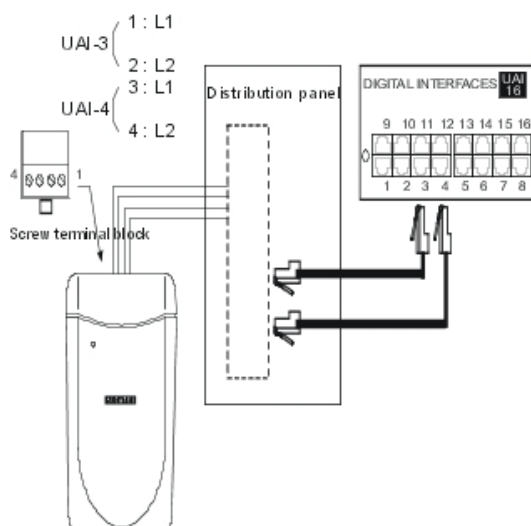 UAI-3
1 : L1
2 : L2
UAI-4
3 : L1
4 : L2
4
1
Screw terminal block
Distribution panel
DIGITAL INTERFACES
UAI
16
9 10 11 12 13 14 15 16
1 2 3 4 5 6 7 8